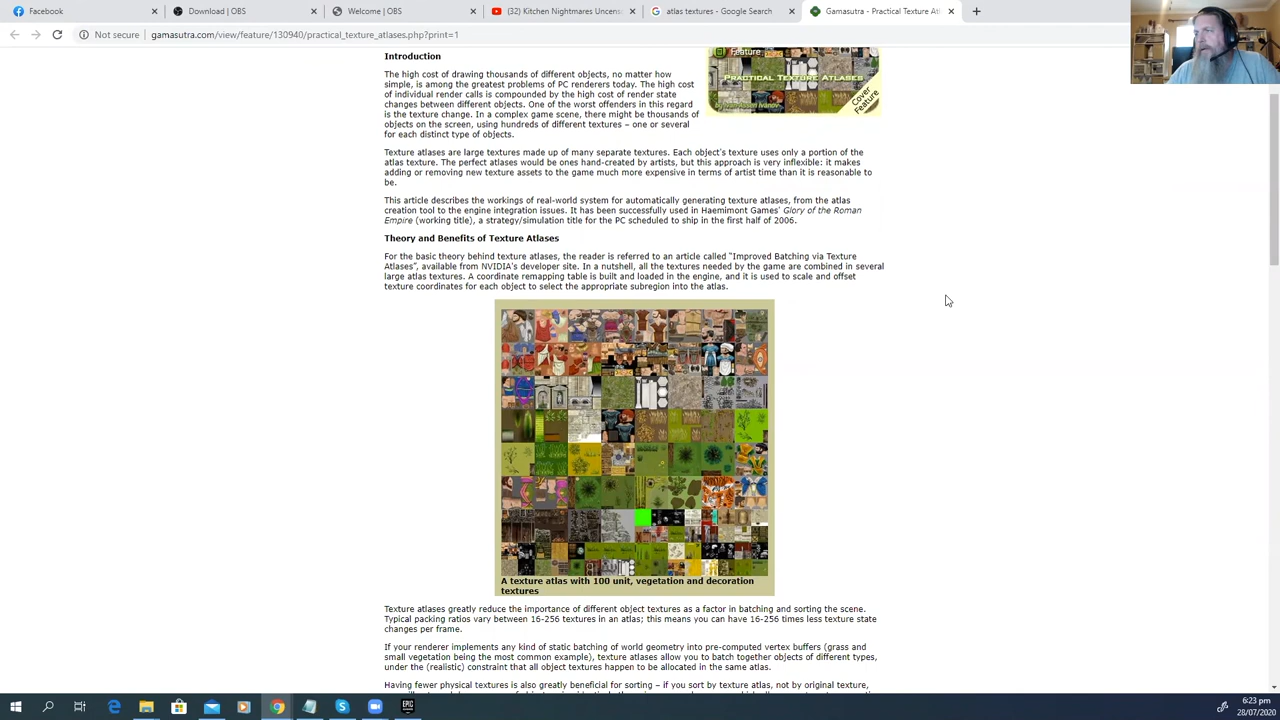 Facebook
Download | OBS
Welcome | OBS
(32) Kitchen Nightmares Uncens
atlas textures - Google Search
Gamasutra - Practical Texture Atl
Not secure | gamasutra.com/view/feature/130940/practical_texture_atlases.php?print=1
Introduction
The high cost of drawing thousands of different objects, no matter how
simple, is among the greatest problems of PC renderers today. The high cost
of individual render calls is compounded by the high cost of render state
changes between different objects. One of the worst offenders in this regard
is the texture change. In a complex game scene, there might be thousands of
objects on the screen, using hundreds of different textures – one or several
for each distinct type of objects.
Feature
PRACTICAL TEXTURE ATLASES
by Ivan-Assen Ivanov
Cover
Feature
Texture atlases are large textures made up of many separate textures. Each object's texture uses only a portion of the
atlas texture. The perfect atlases would be ones hand-created by artists, but this approach is very inflexible: it makes
adding or removing new texture assets to the game much more expensive in terms of artist time than it is reasonable to
be.
This article describes the workings of real-world system for automatically generating texture atlases, from the atlas
creation tool to the engine integration issues. It has been successfully used in Haemimont Games' Glory of the Roman
Empire (working title), a strategy/simulation title for the PC scheduled to ship in the first half of 2006.
Theory and Benefits of Texture Atlases
For the basic theory behind texture atlases, the reader is referred to an article called "Improved Batching via Texture
Atlases", available from NVIDIA's developer site. In a nutshell, all the textures needed by the game are combined in several
large atlas textures. A coordinate remapping table is built and loaded in the engine, and it is used to scale and offset
texture coordinates for each object to select the appropriate subregion into the atlas.
A texture atlas with 100 unit, vegetation and decoration
textures
Texture atlases greatly reduce the importance of different object textures as a factor in batching and sorting the scene.
Typical packing ratios vary between 16-256 textures in an atlas; this means you can have 16-256 times less texture state
changes per frame.
If your renderer implements any kind of static batching of world geometry into pre-computed vertex buffers (grass and
small vegetation being the most common example), texture atlases allow you to batch together objects of different types,
under the (realistic) constraint that all object textures happen to be allocated in the same atlas.
Having fewer physical textures is also greatly beneficial for sorting – if you sort by texture atlas, not by original texture,
EPIC
6:23 pm
28/07/2020